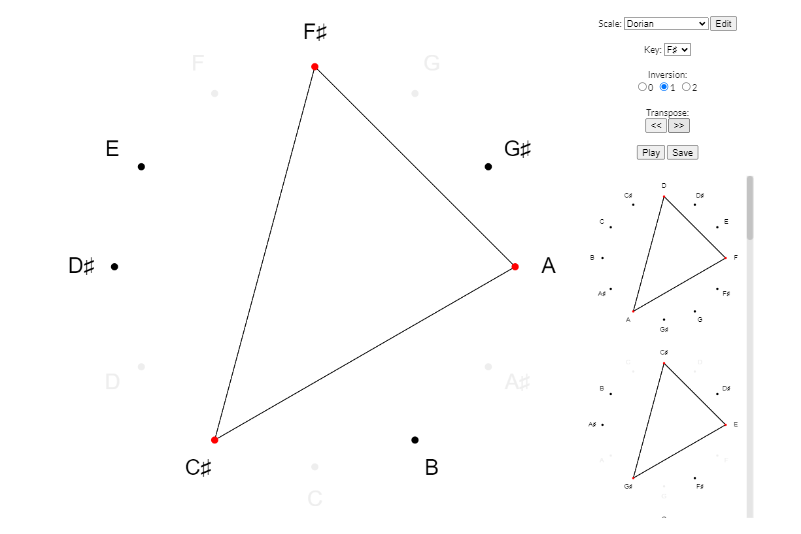 F♯
F
G
E
G♯
D♯
A
D
A♯
C♯
B
C
Scale: Dorian Edit
Key: F♯
Inversion:
0 1 2
Transpose:
<< >>
Play Save
D
C♯ D♯
C E
B F
A♯ F♯
A G
G♯
C♯
B D♯
A♯ E
G♯ F♯